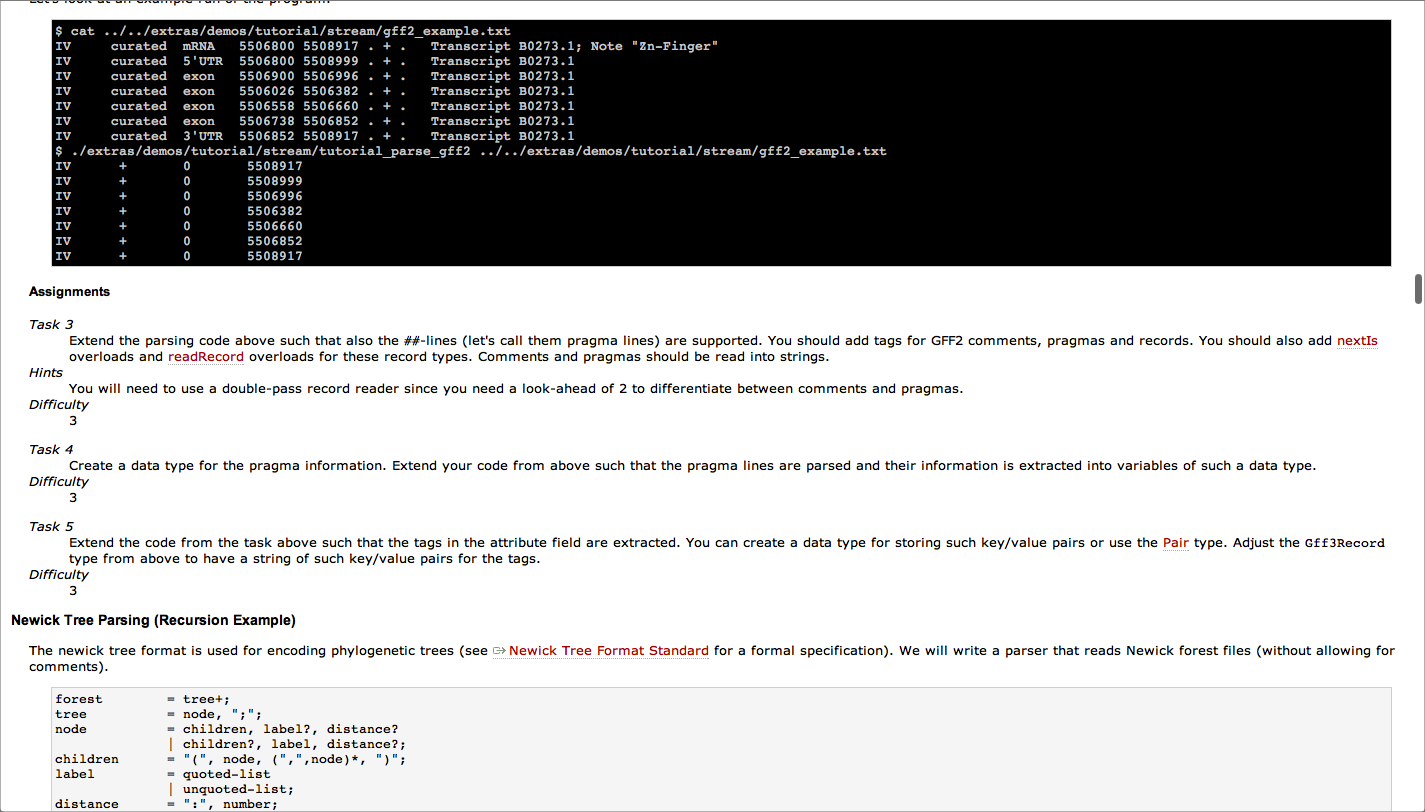 $ cat ../../extras/demos/tutorial/stream/gff2_example.txt
IV curated mRNA 5506800 5508917 . + . Transcript B0273.1; Note "Zn-Finger"
IV curated 5'UTR 5506800 5508999 . + . Transcript B0273.1
IV curated exon 5506900 5506996 . + . Transcript B0273.1
IV curated exon 5506026 5506382 . + . Transcript B0273.1
IV curated exon 5506558 5506660 . + . Transcript B0273.1
IV curated exon 5506738 5506852 . + . Transcript B0273.1
IV curated 3'UTR 5506852 5508917 . + . Transcript B0273.1
$ ./extras/demos/tutorial/stream/tutorial_parse_gff2 ../../extras/demos/tutorial/stream/gff2_example.txt
IV + 0 5508917
IV + 0 5508999
IV + 0 5506996
IV + 0 5506382
IV + 0 5506660
IV + 0 5506852
IV + 0 5508917
Assignments
Task 3
Extend the parsing code above such that also the ##-lines (let's call them pragma lines) are supported. You should add tags for GFF2 comments, pragmas and records. You should also add nextIs
overloads and readRecord overloads for these record types. Comments and pragmas should be read into strings.
Hints
You will need to use a double-pass record reader since you need a look-ahead of 2 to differentiate between comments and pragmas.
Difficulty
3
Task 4
Create a data type for the pragma information. Extend your code from above such that the pragma lines are parsed and their information is extracted into variables of such a data type.
Difficulty
3
Task 5
Extend the code from the task above such that the tags in the attribute field are extracted. You can create a data type for storing such key/value pairs or use the Pair type. Adjust the Gff3Record
type from above to have a string of such key/value pairs for the tags.
Difficulty
3
Newick Tree Parsing (Recursion Example)
The newick tree format is used for encoding phylogenetic trees (see Newick Tree Format Standard for a formal specification). We will write a parser that reads Newick forest files (without allowing for
comments).
forest = tree+;
tree = node, ";";
node = children, label?, distance?
| children?, label, distance?;
children = "(", node, (",",node)*, ")";
label = quoted-list
| unquoted-list;
distance = ":", number;